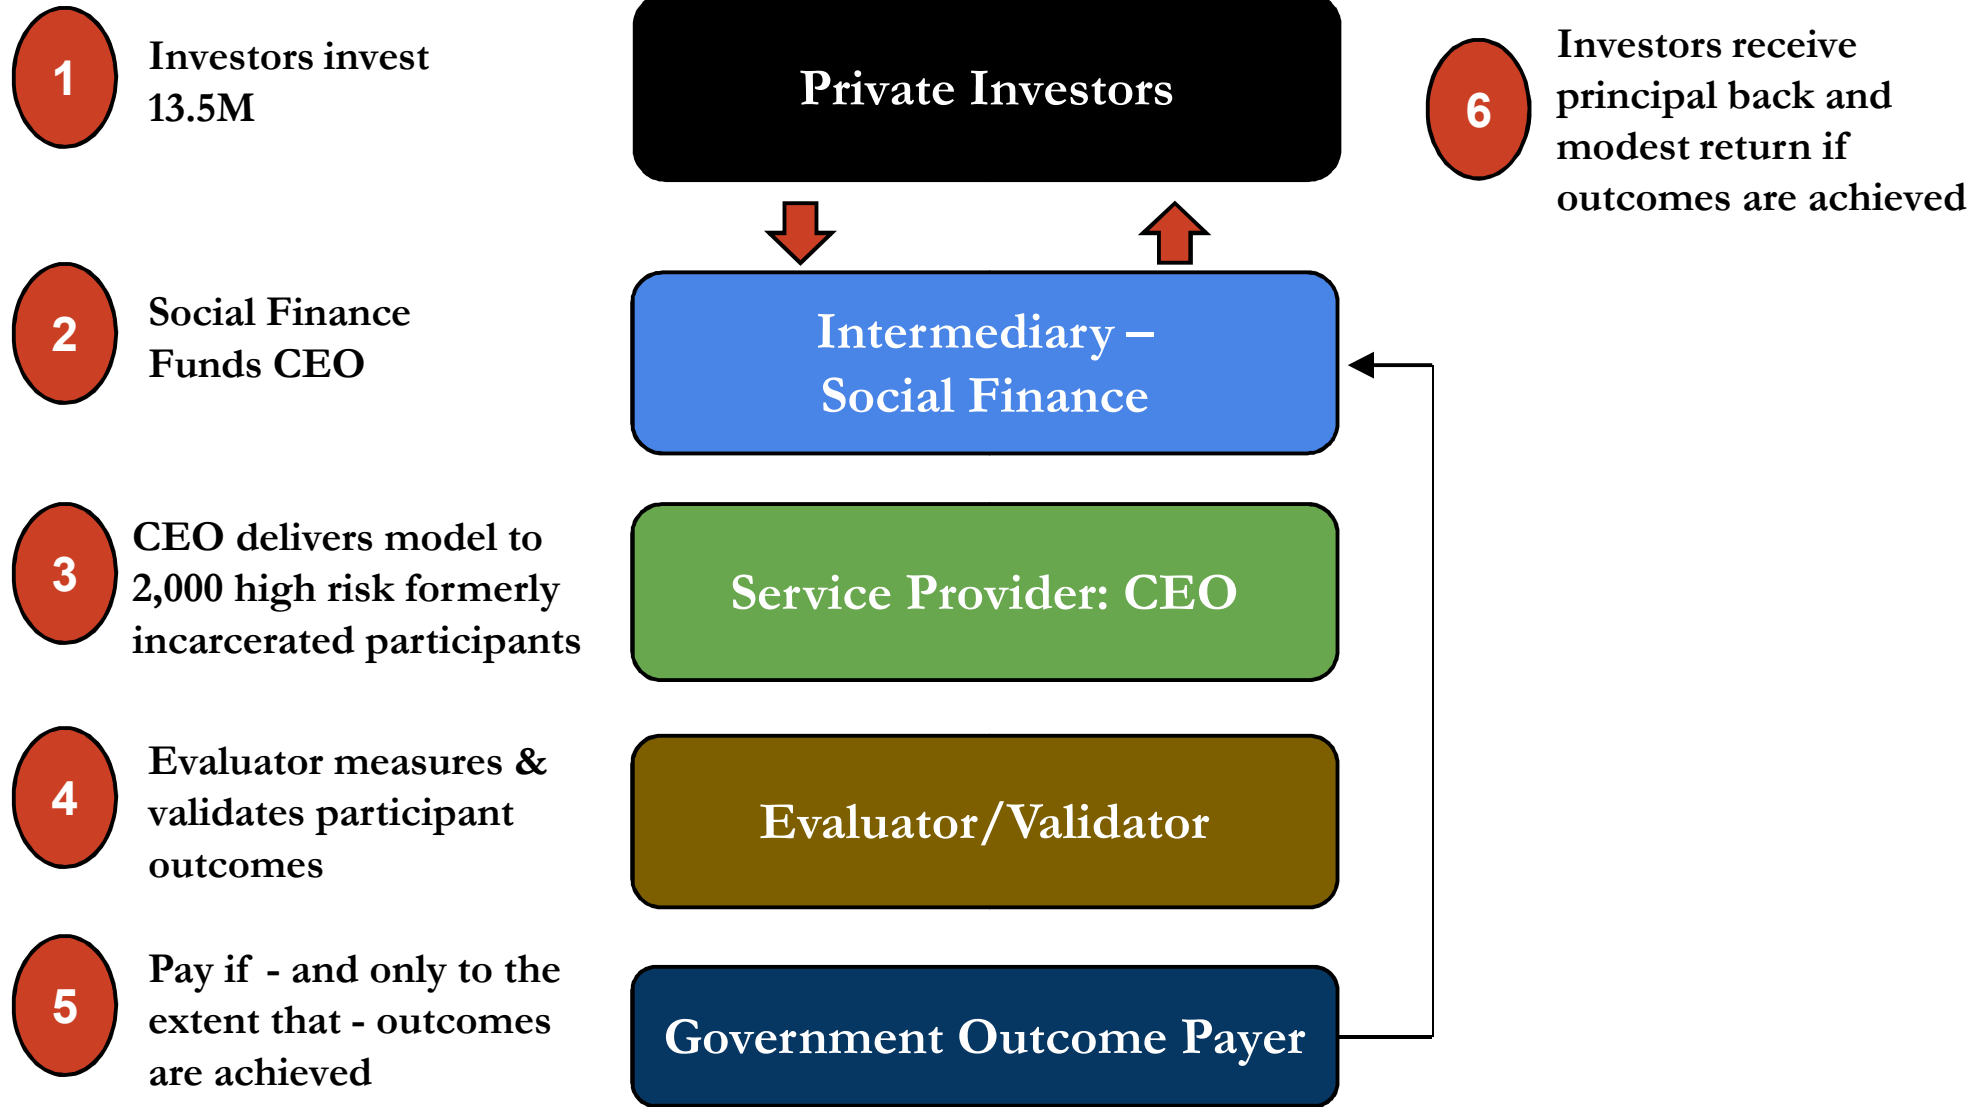 1
Investors invest
13.5M
Private Investors
6
Investors receive
principal back and
modest return if
outcomes are achieved
2
Social Finance
Funds CEO
Intermediary –
Social Finance
3
CEO delivers model to
2,000 high risk formerly
incarcerated participants
Service Provider: CEO
4
Evaluator measures &
validates participant
outcomes
Evaluator/Validator
5
Pay if - and only to the
extent that - outcomes
are achieved
Government Outcome Payer